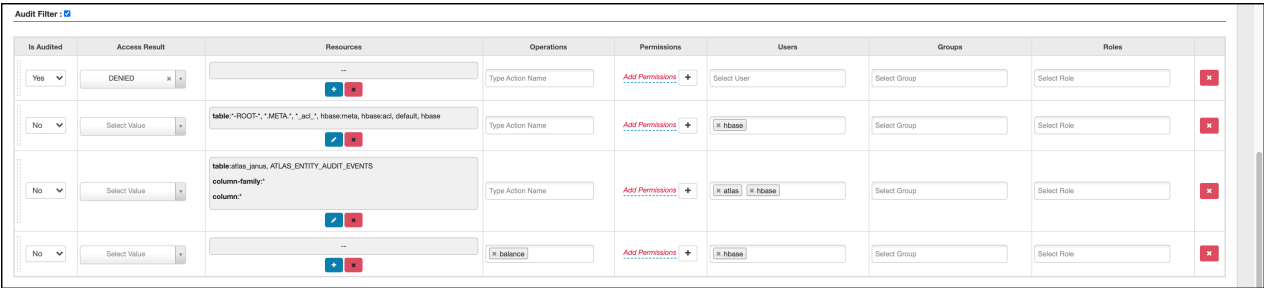 Audit Filter :
Is Audited Access Result Resources Operations Permissions Users Groups Roles
Yes DENIED × -- Type Action Name Add Permissions + Select User Select Group Select Role ×
+ ×
No Select Value table:*-ROOT-*, *.META.*, *_acl_*, hbase:meta, hbase:acl, default, hbase Type Action Name Add Permissions + × hbase Select Group Select Role ×
×
No Select Value table:atlas_janus, ATLAS_ENTITY_AUDIT_EVENTS Type Action Name Add Permissions + × atlas × hbase Select Group Select Role ×
column-family:*
column:*
×
No Select Value -- × balance Add Permissions + × hbase Select Group Select Role ×
+ ×